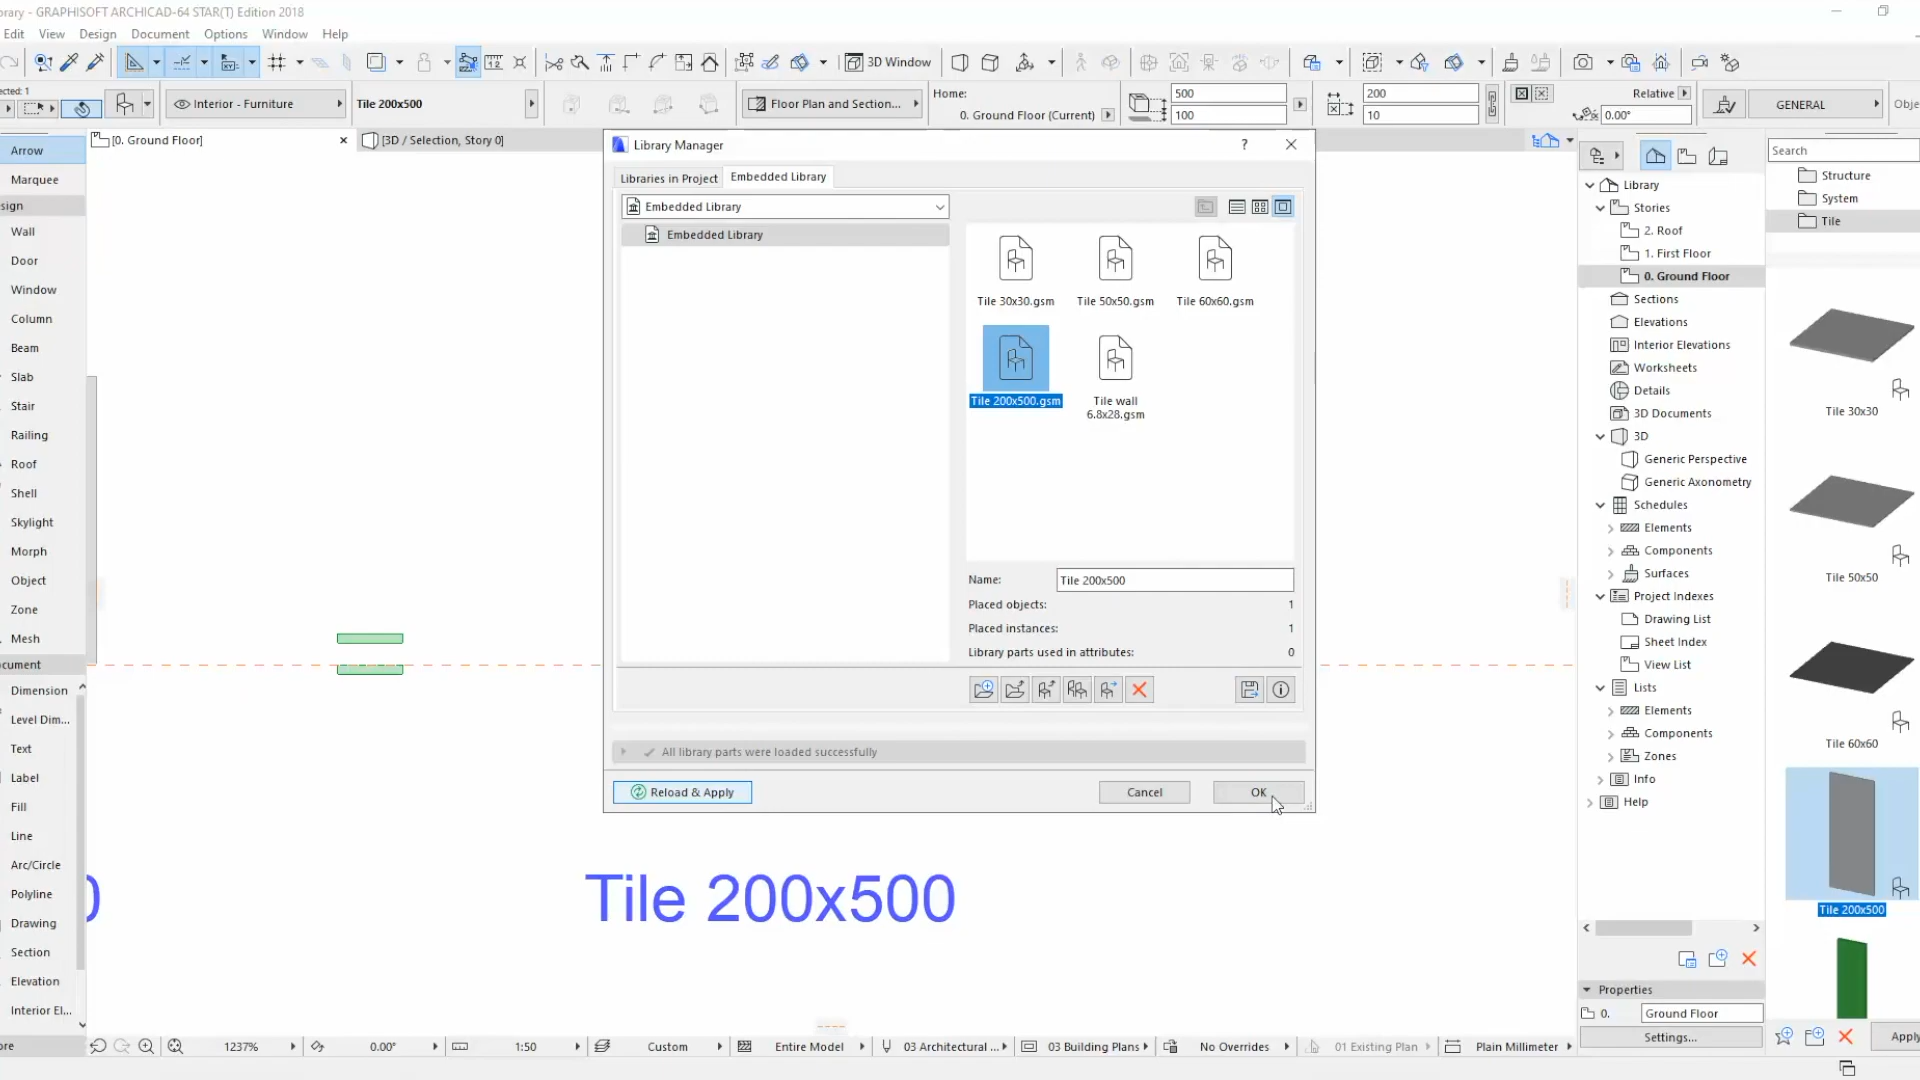 brary - GRAPHISOFT ARCHICAD-64 STAR(T) Edition 2018
Edit View Design Document Options Window Help
3D Window
ected: 1
Interior - Furniture
Tile 200x500
Floor Plan and Section...
Home:
0. Ground Floor (Current)
500
100
200
10
Relative
0.00°
GENERAL
Obje
[0. Ground Floor]
[3D / Selection, Story 0]
Arrow
Marquee
sign
Wall
Door
Window
Column
Beam
Slab
Stair
Railing
Roof
Shell
Skylight
Morph
Object
Zone
Mesh
cument
Dimension
Level Dim...
Text
Label
Fill
Line
Arc/Circle
Polyline
Drawing
Section
Elevation
Interior El...
ore
Library Manager
?
Libraries in Project
Embedded Library
Embedded Library
Embedded Library
Tile 30x30.gsm
Tile 50x50.gsm
Tile 60x60.gsm
Tile 200x500.gsm
Tile wall
6.8x28.gsm
Name:
Tile 200x500
Placed objects: 1
Placed instances: 1
Library parts used in attributes: 0
All library parts were loaded successfully
Reload & Apply
Cancel
OK
0
Tile 200x500
Library
Stories
2. Roof
1. First Floor
0. Ground Floor
Sections
Elevations
Interior Elevations
Worksheets
Details
3D Documents
3D
Generic Perspective
Generic Axonometry
Schedules
Elements
Components
Surfaces
Project Indexes
Drawing List
Sheet Index
View List
Lists
Elements
Components
Zones
Info
Help
Properties
0.
Ground Floor
Settings...
Search
Structure
System
Tile
Tile 30x30
Tile 50x50
Tile 60x60
Tile 200x500
Apply
1237%
0.00°
1:50
Custom
Entire Model
03 Architectural ...
03 Building Plans
No Overrides
01 Existing Plan
Plain Millimeter